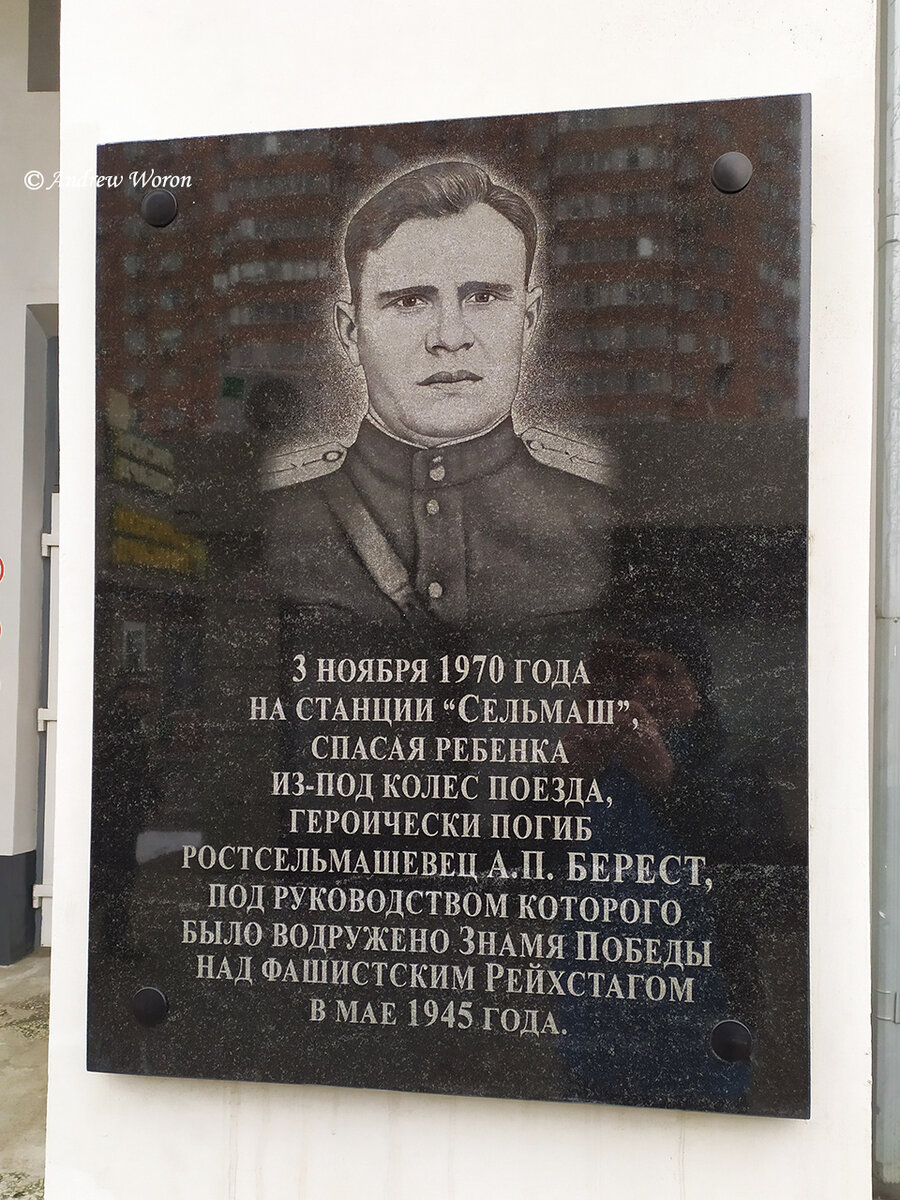 © Andrew Woron
3 НОЯБРЯ 1970 ГОДА
НА СТАНЦИИ “СЕЛЬМАШ”,
СПАСАЯ РЕБЕНКА
ИЗ-ПОД КОЛЕС ПОЕЗДА,
ГЕРОИЧЕСКИ ПОГИБ
РОСТСЕЛЬМАШЕВЕЦ А.П. БЕРЕСТ,
ПОД РУКОВОДСТВОМ КОТОРОГО
БЫЛО ВОДРУЖЕНО ЗНАМЯ ПОБЕДЫ
НАД ФАШИСТСКИМ РЕЙХСТАГОМ
В МАЕ 1945 ГОДА.